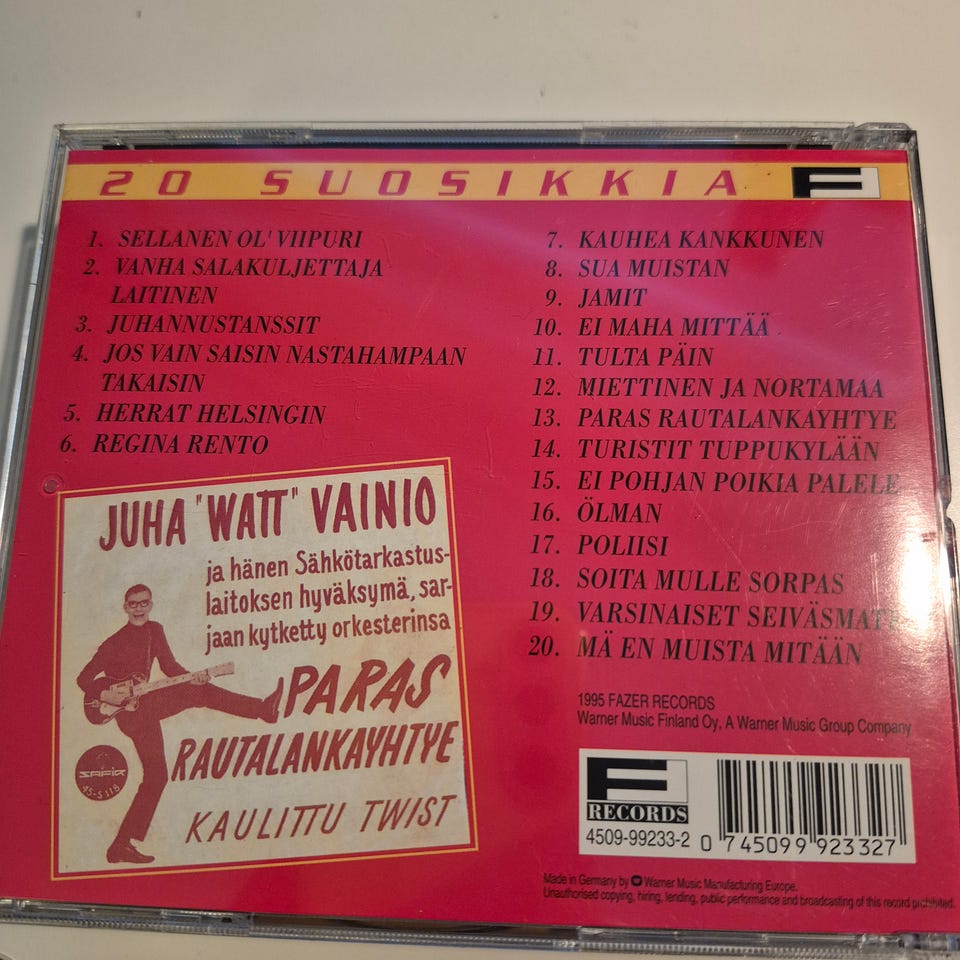 20 SUOSIKKIA F
1. SELLANEN OL' VIIPURI
2. VANHA SALAKULJETTAJA
LAITINEN
3. JUHANNUSTANSSIT
4. JOS VAIN SAISIN NASTAHAMPAAN
TAKAISIN
5. HERRAT HELSINGIN
6. REGINA RENTO
7. KAUHEA KANKKUNEN
8. SUA MUISTAN
9. JAMIT
10. EI MAHA MITTÄÄ
11. TULTA PÄIN
12. MIETTINEN JA NORTAMAA
13. PARAS RAUTALANKAYHTYE
14. TURISTIT TUPPUKYLÄÄN
15. EI POHJAN POIKIA PALELE
16. ÖLMAN
17. POLIISI
18. SOITA MULLE SORPAS
19. VARSINAISET
20. MÄ EN MUISTA MITÄÄN
JUHA "WATT" VAINIO
ja hänen Sähkötarkastus-
laitoksen hyväksymä, sar-
jaan kytketty orkesterinsa
PARAS
RAUTALANKAYHTYE
KAULITTU TWIST
SAFIR
45-S 118
1995 FAZER RECORDS
Warner Music Finland Oy, A Warner Music Group Company
F
RECORDS
4509-99233-2
0 745099 923327
Made in Germany by Warner Music Manufacturing Europe.
Unauthorised copying, hiring, lending, public performance and broadcasting of this record prohibited.